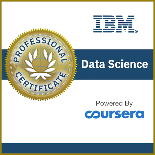 IBM
PROFESSIONAL
CERTIFICATE
Data Science
Powered By
coursera